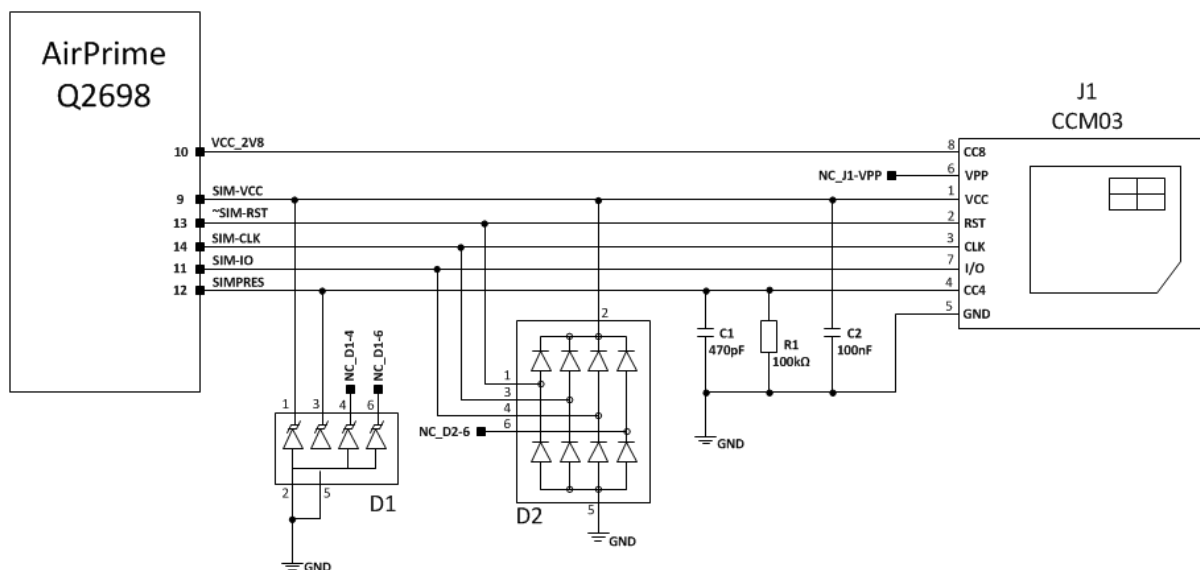 AirPrime
Q2698
J1
CCM03
10 VCC_2V8 8 CC8
NC_J1-VPP 6 VPP
9 SIM-VCC 1 VCC
13 ~SIM-RST 2 RST
14 SIM-CLK 3 CLK
11 SIM-IO 7 I/O
12 SIMPRES 4 CC4
5 GND
2
C1
470pF
R1
100kΩ
C2
100nF
NC_D1-4
NC_D1-6
1 3 4 6
1
3
4
6
NC_D2-6
2 5
D1
D2
5
GND
GND
GND